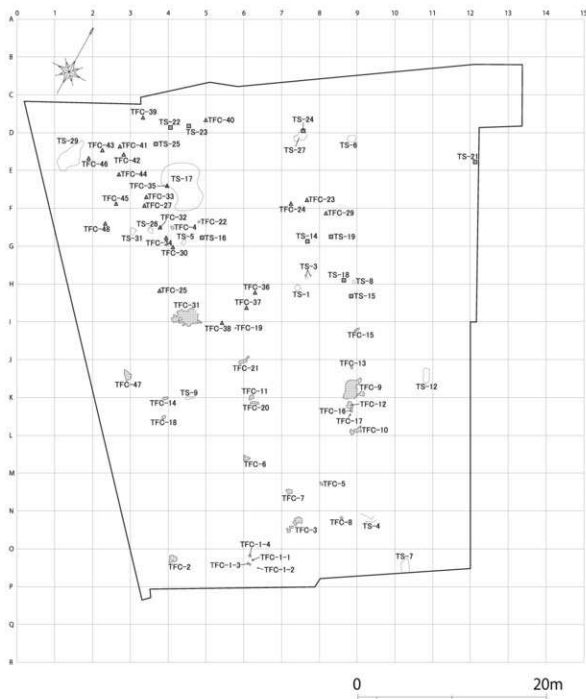 0 1 2 3 4 5 6 7 8 9 10 11 12 13 14 15
A
B
C
TFC-39
TS-24
TS-22
TFC-40
D
TS-23
TS-29
TFC-43
TFC-41
TS-25
TS-27
TS-6
TFC-42
TS-21
TFC-46
E
TFC-44
TS-17
TFC-35
TFC-33
TFC-23
TFC-45
TFC-27
TFC-24
F
TFC-32
TFC-29
TFC-48
TS-26
TFC-22
TFC-4
TS-31
TS-5
TS-16
TS-14
TS-19
TFC-34
G
TFC-30
TS-3
TS-18
TS-8
H
TFC-25
TFC-36
TS-1
TS-15
TFC-31
TFC-37
I
TFC-38
TFC-19
TFC-15
J
TFC-21
TFC-13
TFC-47
TFC-9
TS-12
K
TFC-14
TS-9
TFC-11
TFC-12
TFC-20
TFC-16
TFC-17
TFC-18
L
TFC-10
TFC-6
M
TFC-5
TFC-7
N
TFC-8
TFC-3
TS-4
O
TFC-1-4
TFC-2
TFC-1-1
TFC-1-3
TFC-1-2
TS-7
P
Q
R
0 20m